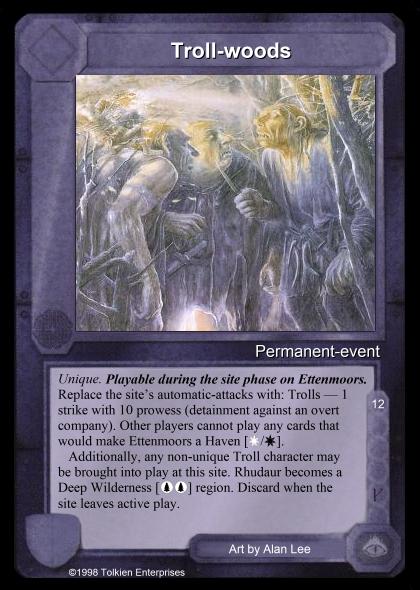 Troll-woods
Permanent-event
Unique. Playable during the site phase on Ettenmoors.
Replace the site's automatic-attacks with: Trolls — 1
strike with 10 prowess (detainment against an overt
company). Other players cannot play any cards that
would make Ettenmoors a Haven [/].
Additionally, any non-unique Troll character may
be brought into play at this site. Rhudaur becomes a
Deep Wilderness [] region. Discard when the
site leaves active play.
12
Art by Alan Lee
©1998 Tolkien Enterprises